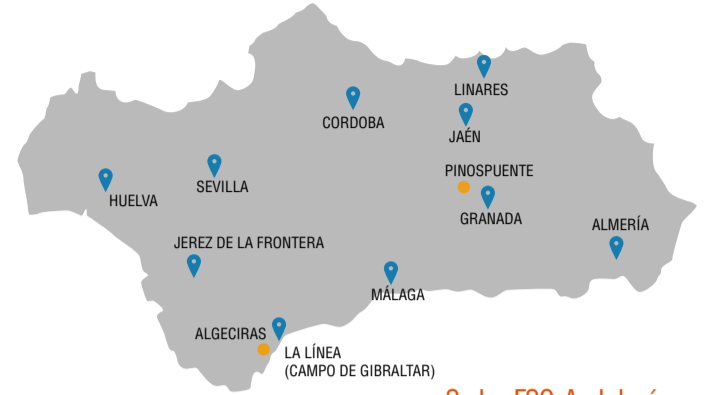 LINARES
CORDOBA
JAÉN
PINOSPUENTE
SEVILLA
HUELVA
GRANADA
ALMERÍA
JEREZ DE LA FRONTERA
MÁLAGA
ALGECIRAS
LA LÍNEA
(CAMPO DE GIBRALTAR)